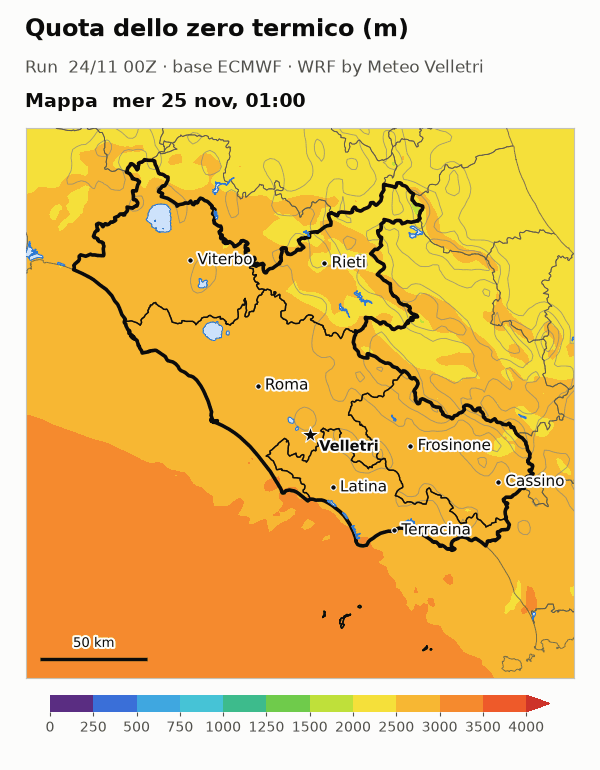 Quota dello zero termico (m)
Run  24/11 00Z · base ECMWF · WRF by Meteo Velletri
Mappa  mer 25 nov, 01:00
Viterbo
Rieti
Roma
Velletri
Frosinone
Cassino
Latina
Terracina
50 km
0 250 500 750 1000 1250 1500 2000 2500 3000 3500 4000